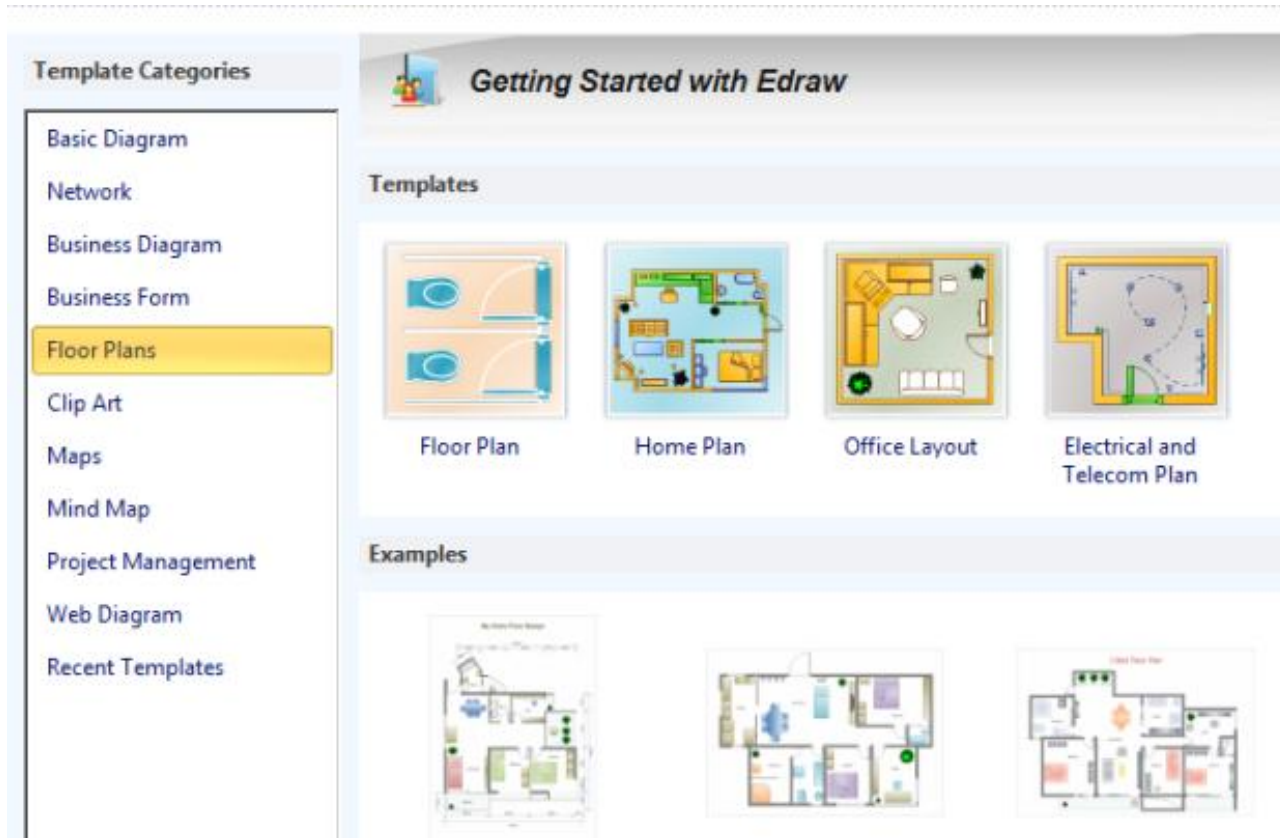 Template Categories
Basic Diagram
Network
Business Diagram
Business Form
Floor Plans
Clip Art
Maps
Mind Map
Project Management
Web Diagram
Recent Templates
Getting Started with Edraw
Templates
Floor Plan
Home Plan
Office Layout
Electrical and
Telecom Plan
Examples